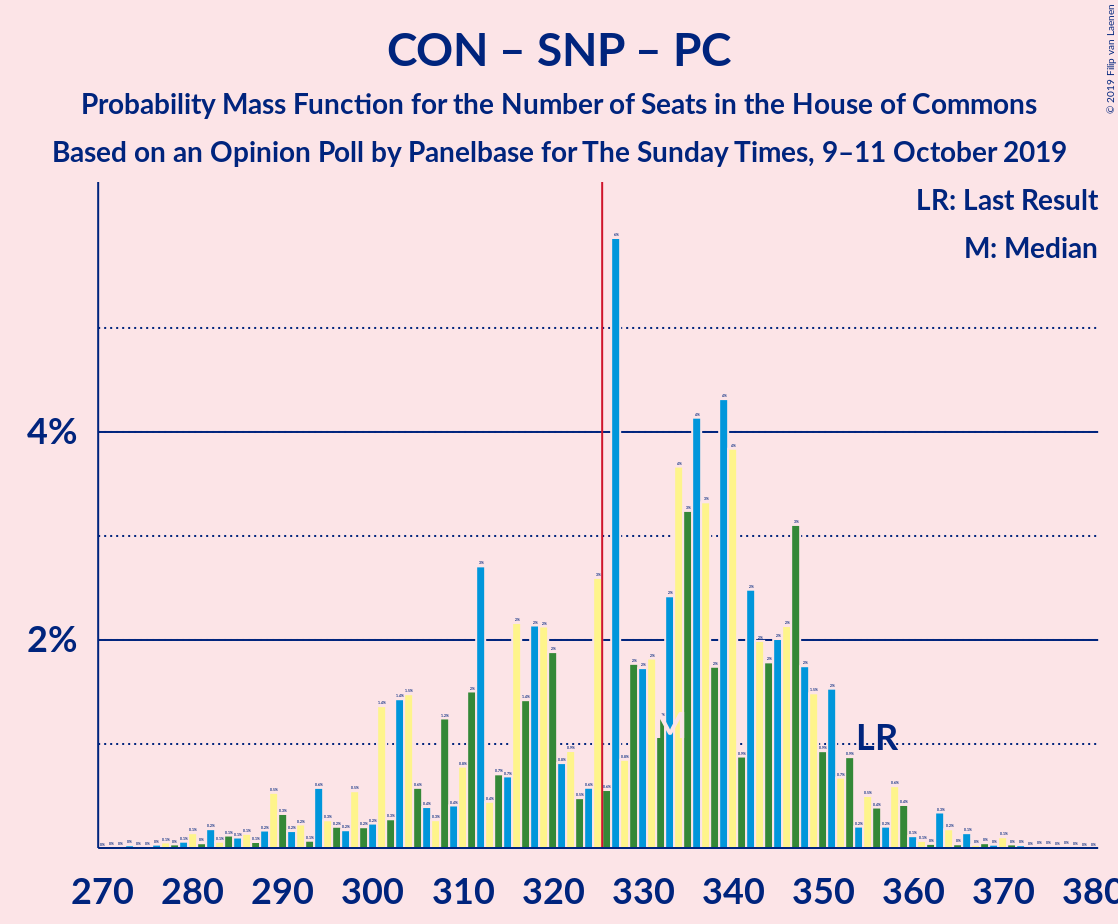 CON – SNP – PC
Probability Mass Function for the Number of Seats in the House of Commons
Based on an Opinion Poll by Panelbase for The Sunday Times, 9–11 October 2019
© 2019 Filip van Laenen
LR: Last Result
M: Median
4%
2%
M
LR
270 280 290 300 310 320 330 340 350 360 370 380